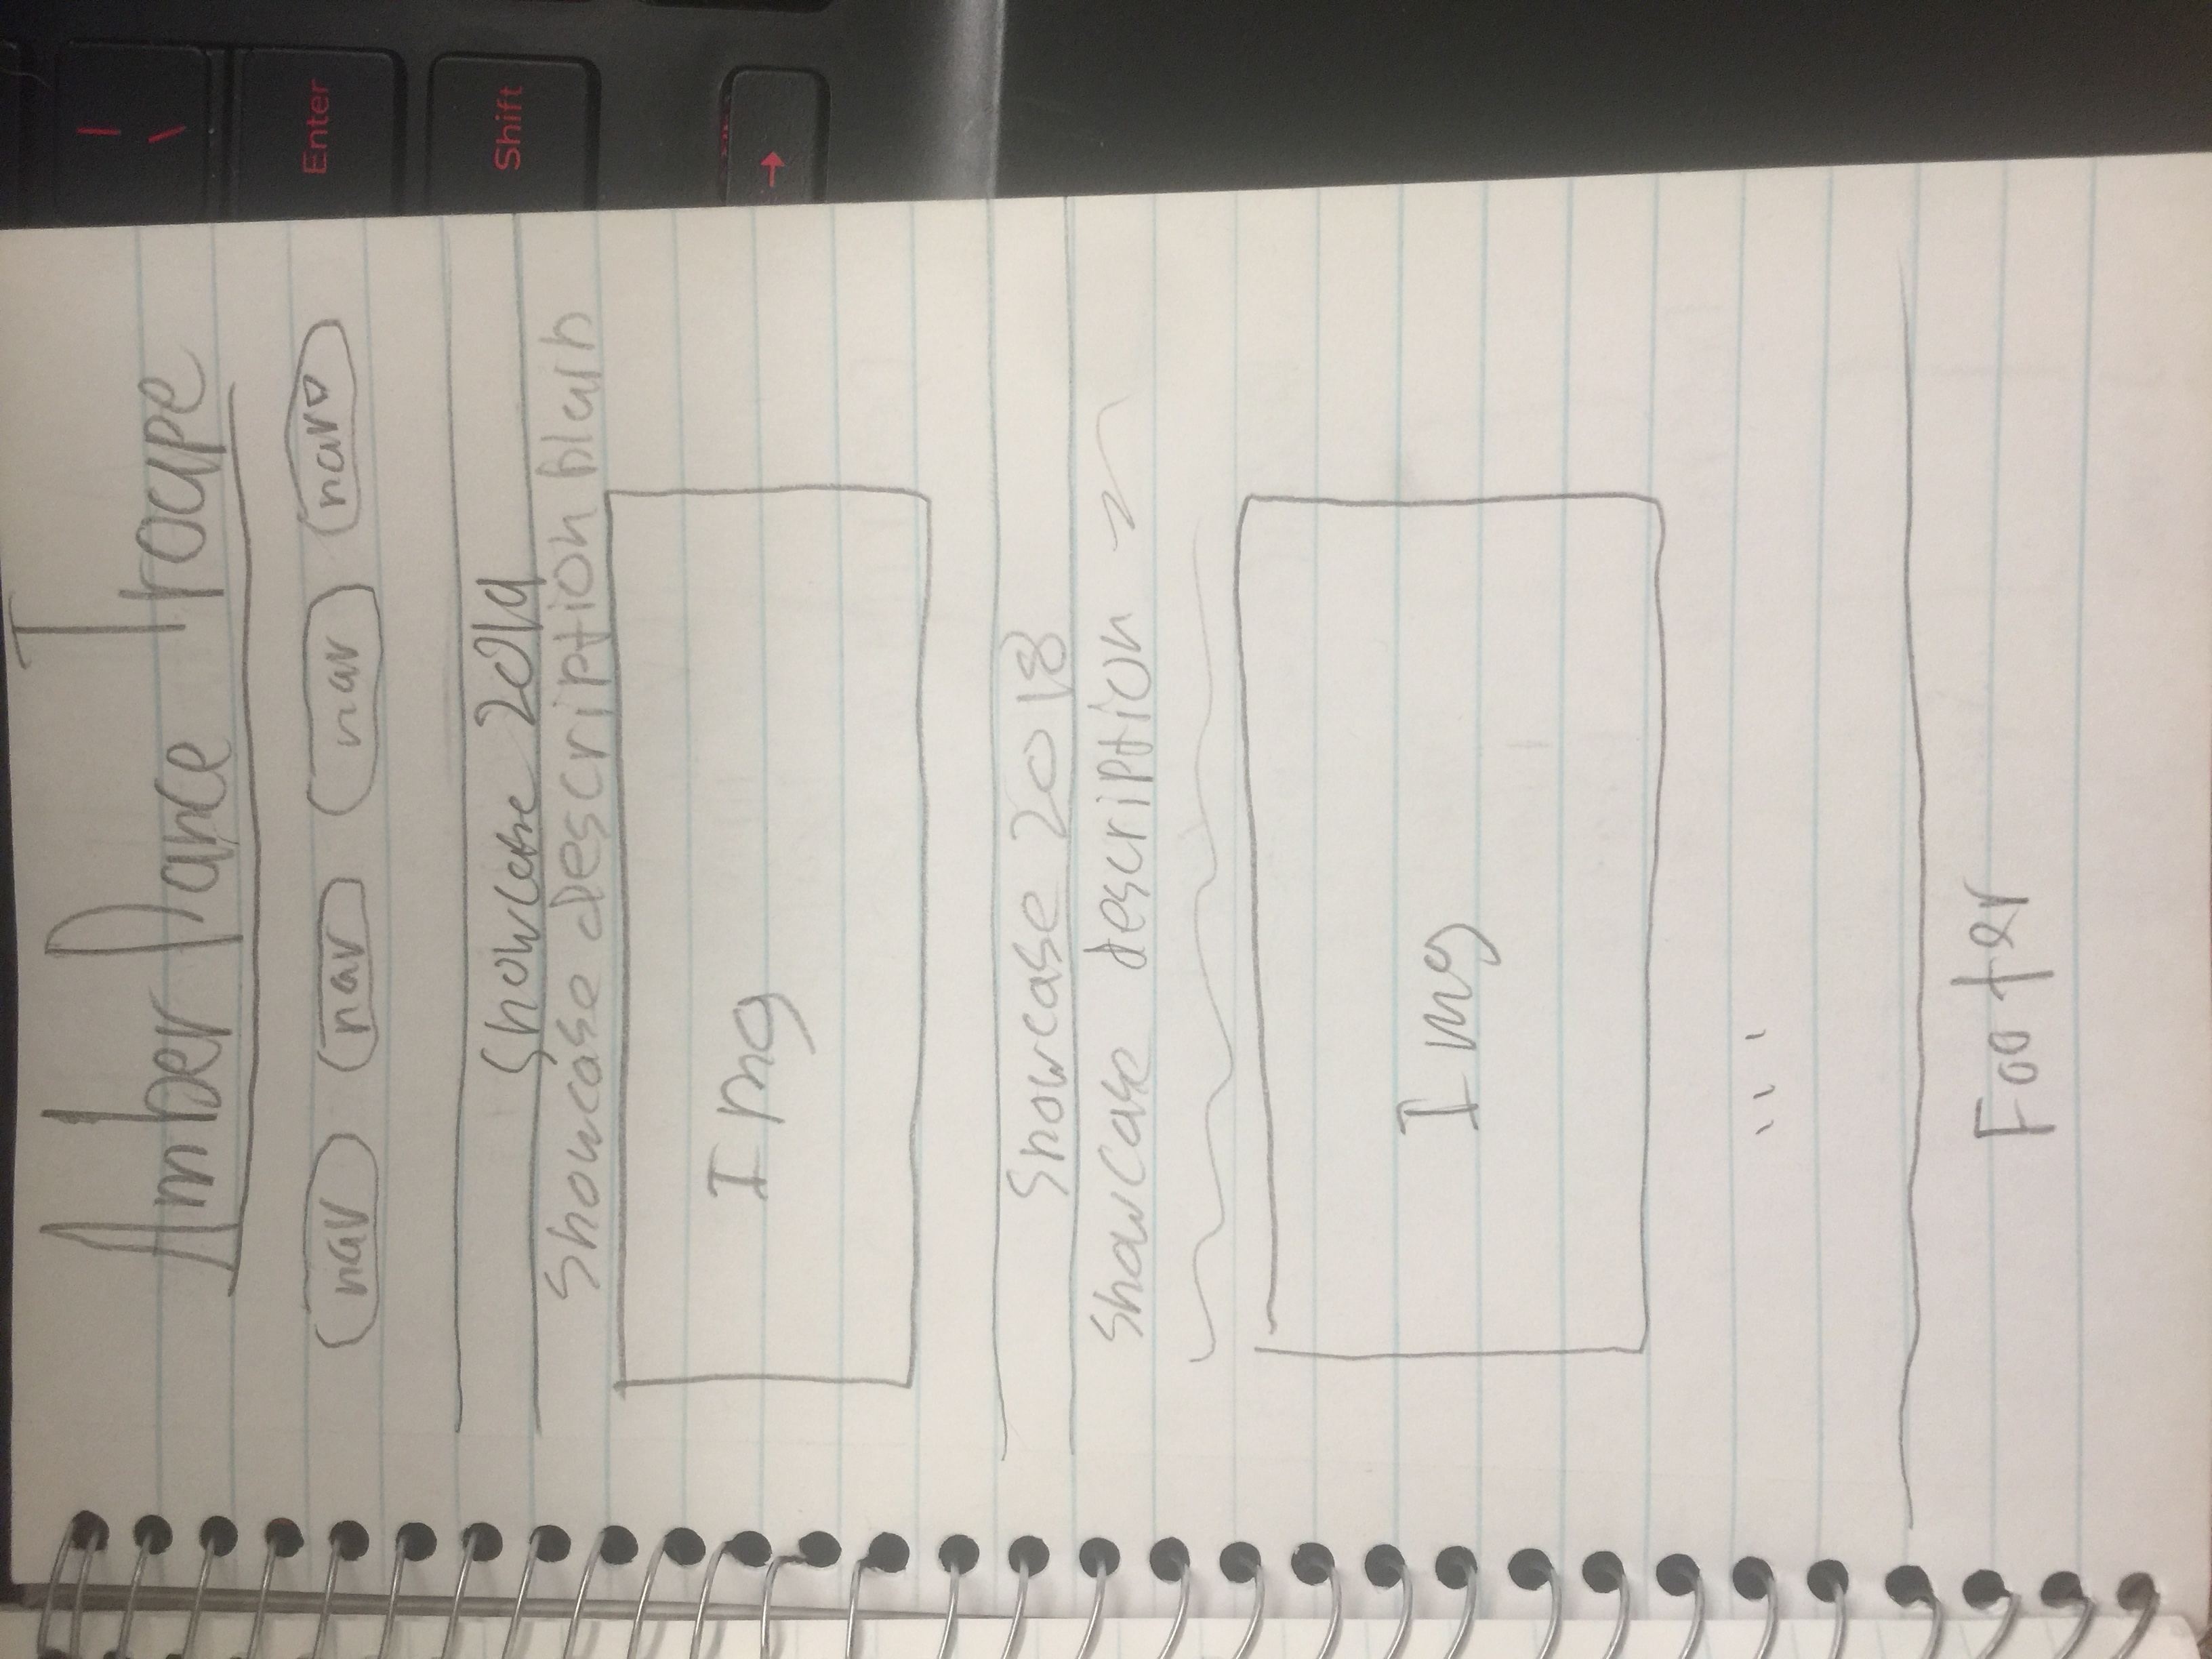 Amber Dance Troupe
nav nav nav nav
Showcase 2019
Showcase description blurb
Img
Showcase 2018
Showcase description
Img
...
Footer
|
\
Enter
Shift
→